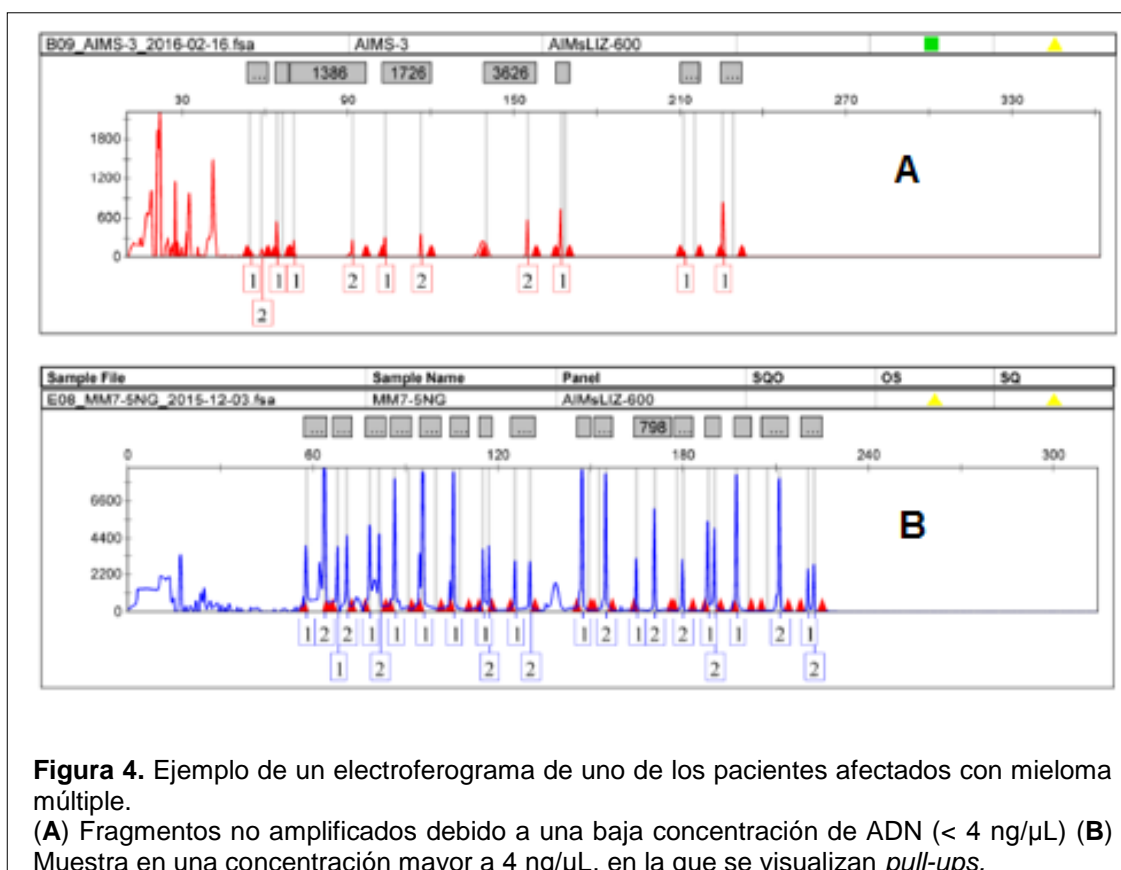 B09_AIMS-3_2016-02-16.fsa AIMS-3 AIMsLIZ-600
... 1386 1726 3626 ... ...
30 90 150 210 270 330
1800
1200
600
0
A
1 1 1 2 1 2 2 1 1 1
2
Sample File Sample Name Panel SQO OS SQ
E08_MM7-5NG_2015-12-03.fsa MM7-5NG AIMsLIZ-600
... ... ... ... ... ... ... ... 798 ... ... ...
0 60 120 180 240 300
6600
4400
2200
0
B
1 2 2 1 1 1 1 1 1 1 2 1 2 2 1 1 2 1
1 2 2 2 2 2
Figura 4. Ejemplo de un electroferograma de uno de los pacientes afectados con mieloma
múltiple.
(A) Fragmentos no amplificados debido a una baja concentración de ADN (< 4 ng/µL) (B)
Muestra en una concentración mayor a 4 ng/µL, en la que se visualizan pull-ups.